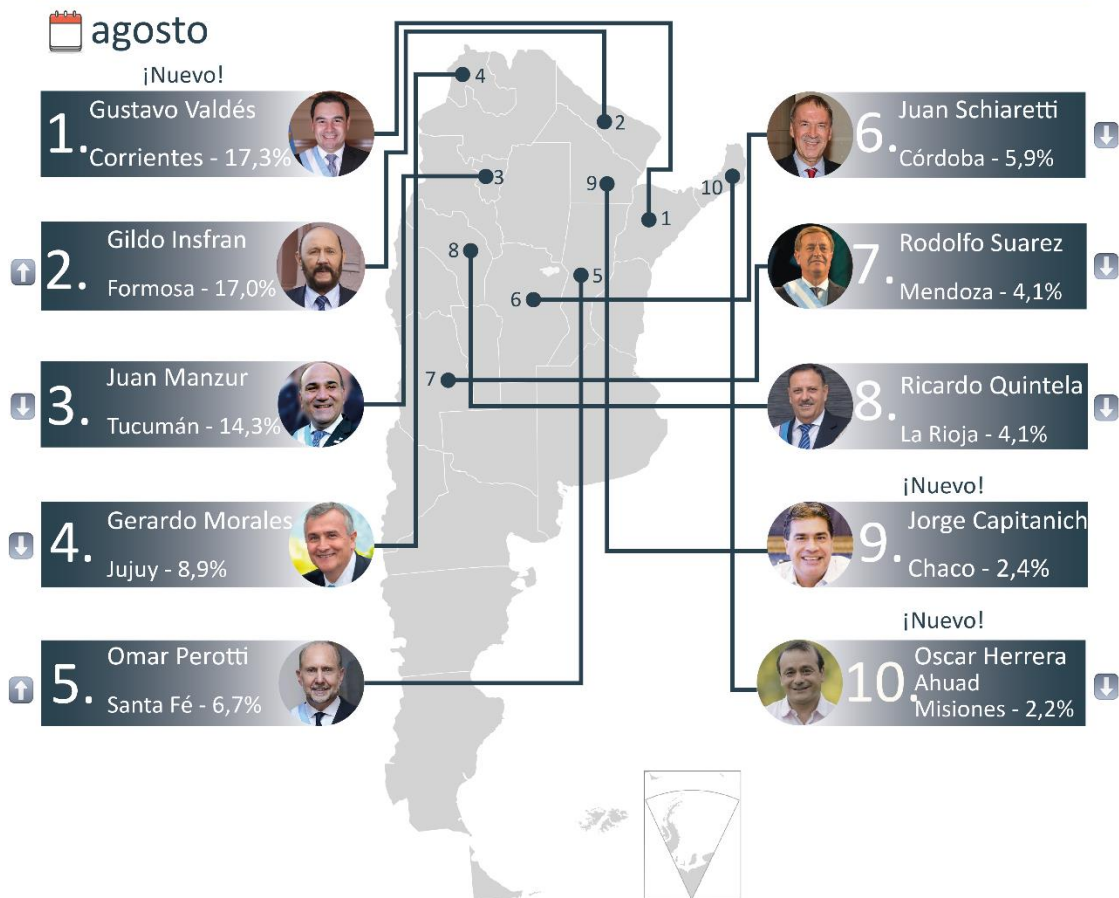 agosto
¡Nuevo!
1. Gustavo Valdés
Corrientes - 17,3%
2. Gildo Insfran
Formosa - 17,0%
3. Juan Manzur
Tucumán - 14,3%
4. Gerardo Morales
Jujuy - 8,9%
5. Omar Perotti
Santa Fé - 6,7%
4
2
3
9
10
1
8
5
6
7
6. Juan Schiaretti
Córdoba - 5,9%
7. Rodolfo Suarez
Mendoza - 4,1%
8. Ricardo Quintela
La Rioja - 4,1%
¡Nuevo!
9. Jorge Capitanich
Chaco - 2,4%
¡Nuevo!
10. Oscar Herrera
Ahuad
Misiones - 2,2%